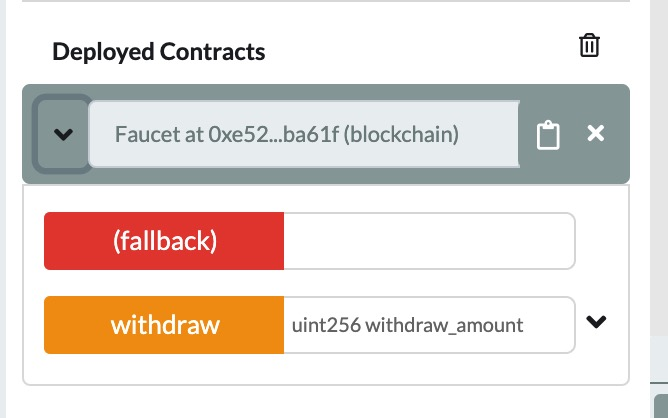 Deployed Contracts
Faucet at 0xe52...ba61f (blockchain)
(fallback)
withdraw uint256 withdraw_amount